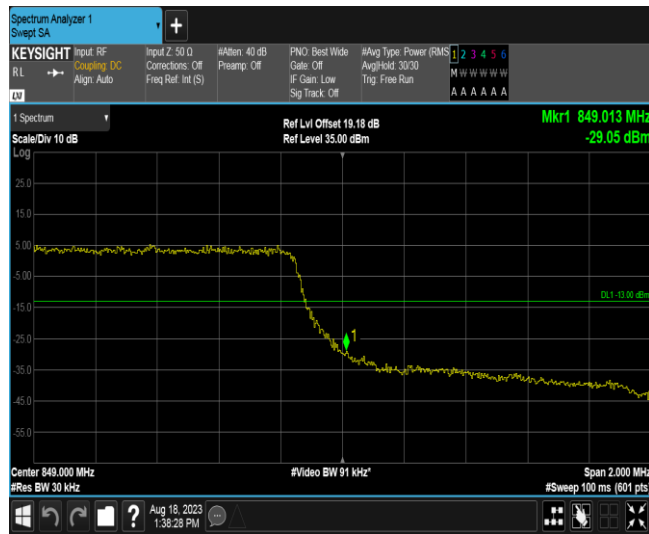 Spectrum Analyzer 1
Swept SA
+
KEYSIGHT
RL
LXI
Input: RF
Coupling: DC
Align: Auto
Input Z: 50 Ω
Corrections: Off
Freq Ref: Int (S)
#Atten: 40 dB
Preamp: Off
PNO: Best Wide
Gate: Off
IF Gain: Low
Sig Track: Off
#Avg Type: Power (RMS
Avg|Hold: 30/30
Trig: Free Run
1 2 3 4 5 6
M W W W W W
A A A A A A
1 Spectrum
Scale/Div 10 dB
Log
Ref Lvl Offset 19.18 dB
Ref Level 35.00 dBm
Mkr1 849.013 MHz
-29.05 dBm
25.0
15.0
5.00
-5.00
-15.0
-25.0
-35.0
-45.0
-55.0
DL1 -13.00 dBm
1
Center 849.000 MHz
#Res BW 30 kHz
#Video BW 91 kHz*
Span 2.000 MHz
#Sweep 100 ms (601 pts)
?
Aug 18, 2023
1:38:28 PM